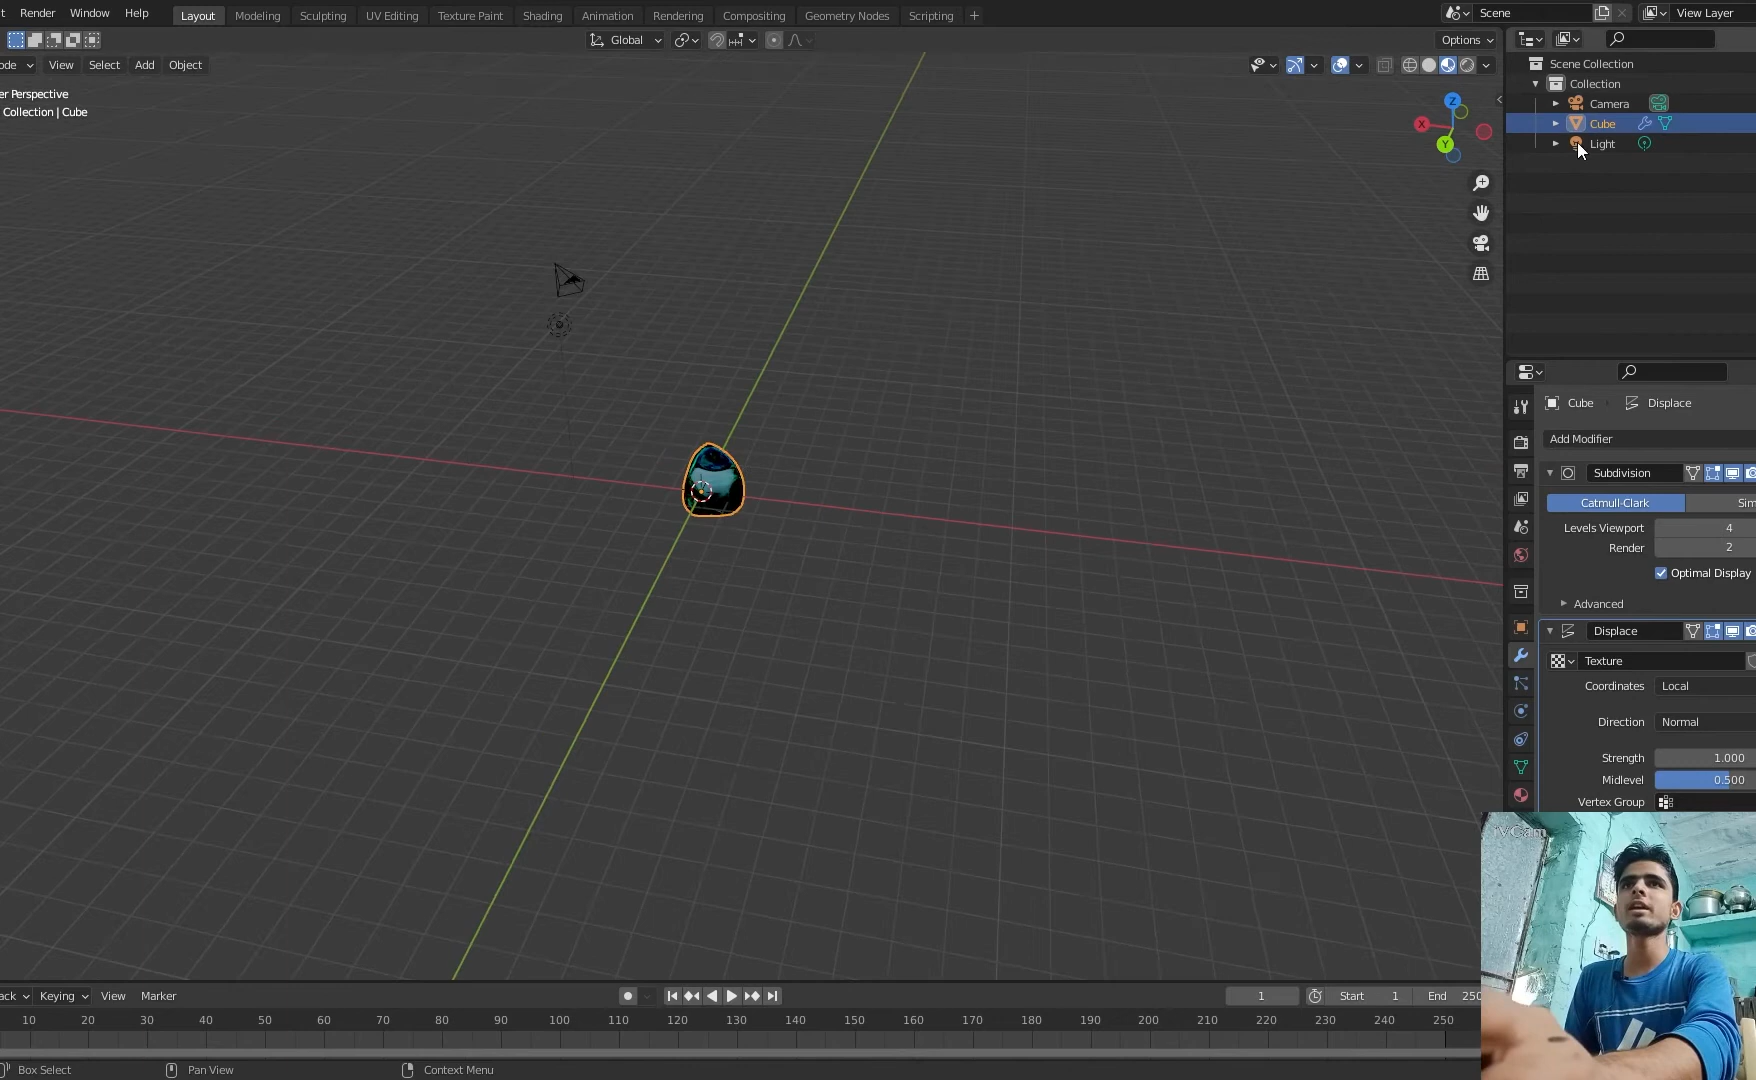 t Render Window Help Layout Modeling Sculpting UV Editing Texture Paint Shading Animation Rendering Compositing Geometry Nodes Scripting + Scene View Layer
Global Options
ode View Select Add Object
er Perspective
Collection | Cube
Z
X
Y
Scene Collection
Collection
Camera
Cube
Light
Cube Displace
Add Modifier
Subdivision
Catmull-Clark Sim
Levels Viewport 4
Render 2
Optimal Display
Advanced
Displace
Texture
Coordinates Local
Direction Normal
Strength 1.000
Midlevel 0.500
Vertex Group
iVCam
ack Keying View Marker 1 Start 1 End 250
10 20 30 40 50 60 70 80 90 100 110 120 130 140 150 160 170 180 190 200 210 220 230 240 250
Box Select Pan View Context Menu